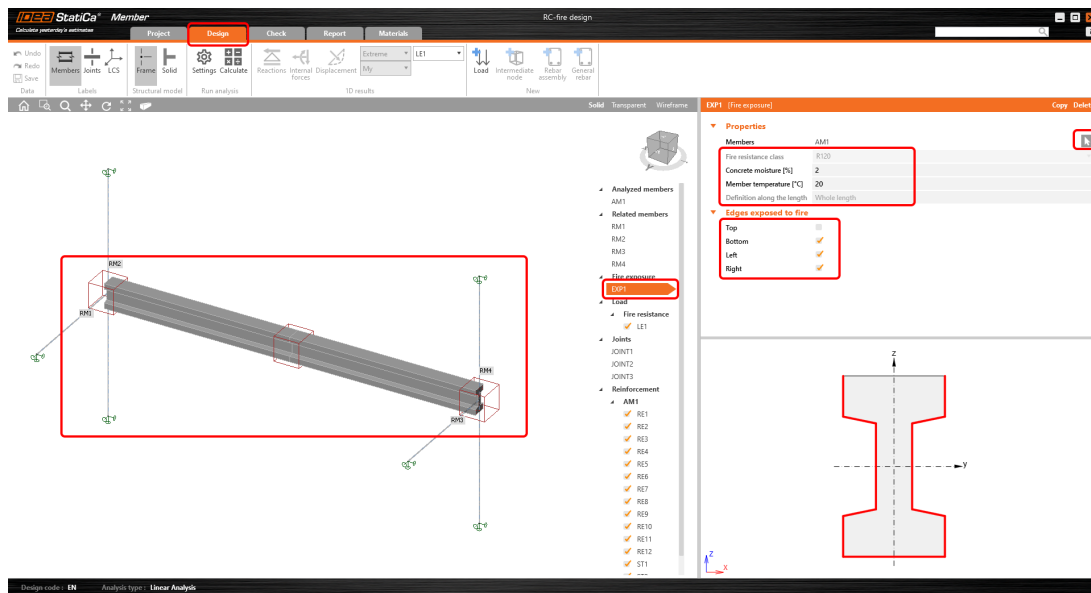 IDEA StatiCa® Member
Calculate yesterday's estimates
RC-fire design
Project Design Check Report Materials
Undo
Redo
Save
Data
Members Joints LCS
Labels
Frame Solid
Structural model
Settings Calculate
Run analysis
Reactions Internal forces Displacement
Extreme LE1
My
1D results
Load Intermediate node Rebar assembly General rebar
New
Solid Transparent Wireframe
EXP1 [Fire exposure] Copy Delet
Properties
Members AM1
Fire resistance class R120
Concrete moisture [%] 2
Member temperature [°C] 20
Definition along the length Whole length
Edges exposed to fire
Top
Bottom
Left
Right
RM2
RM1
RM4
RM3
Analyzed members
AM1
Related members
RM1
RM2
RM3
RM4
Fire exposure
EXP1
Load
Fire resistance
LE1
Joints
JOINT1
JOINT2
JOINT3
Reinforcement
AM1
RE1
RE2
RE3
RE4
RE5
RE6
RE7
RE8
RE9
RE10
RE11
RE12
ST1
z
y
Z
X
Design code: EN Analysis type: Linear Analysis